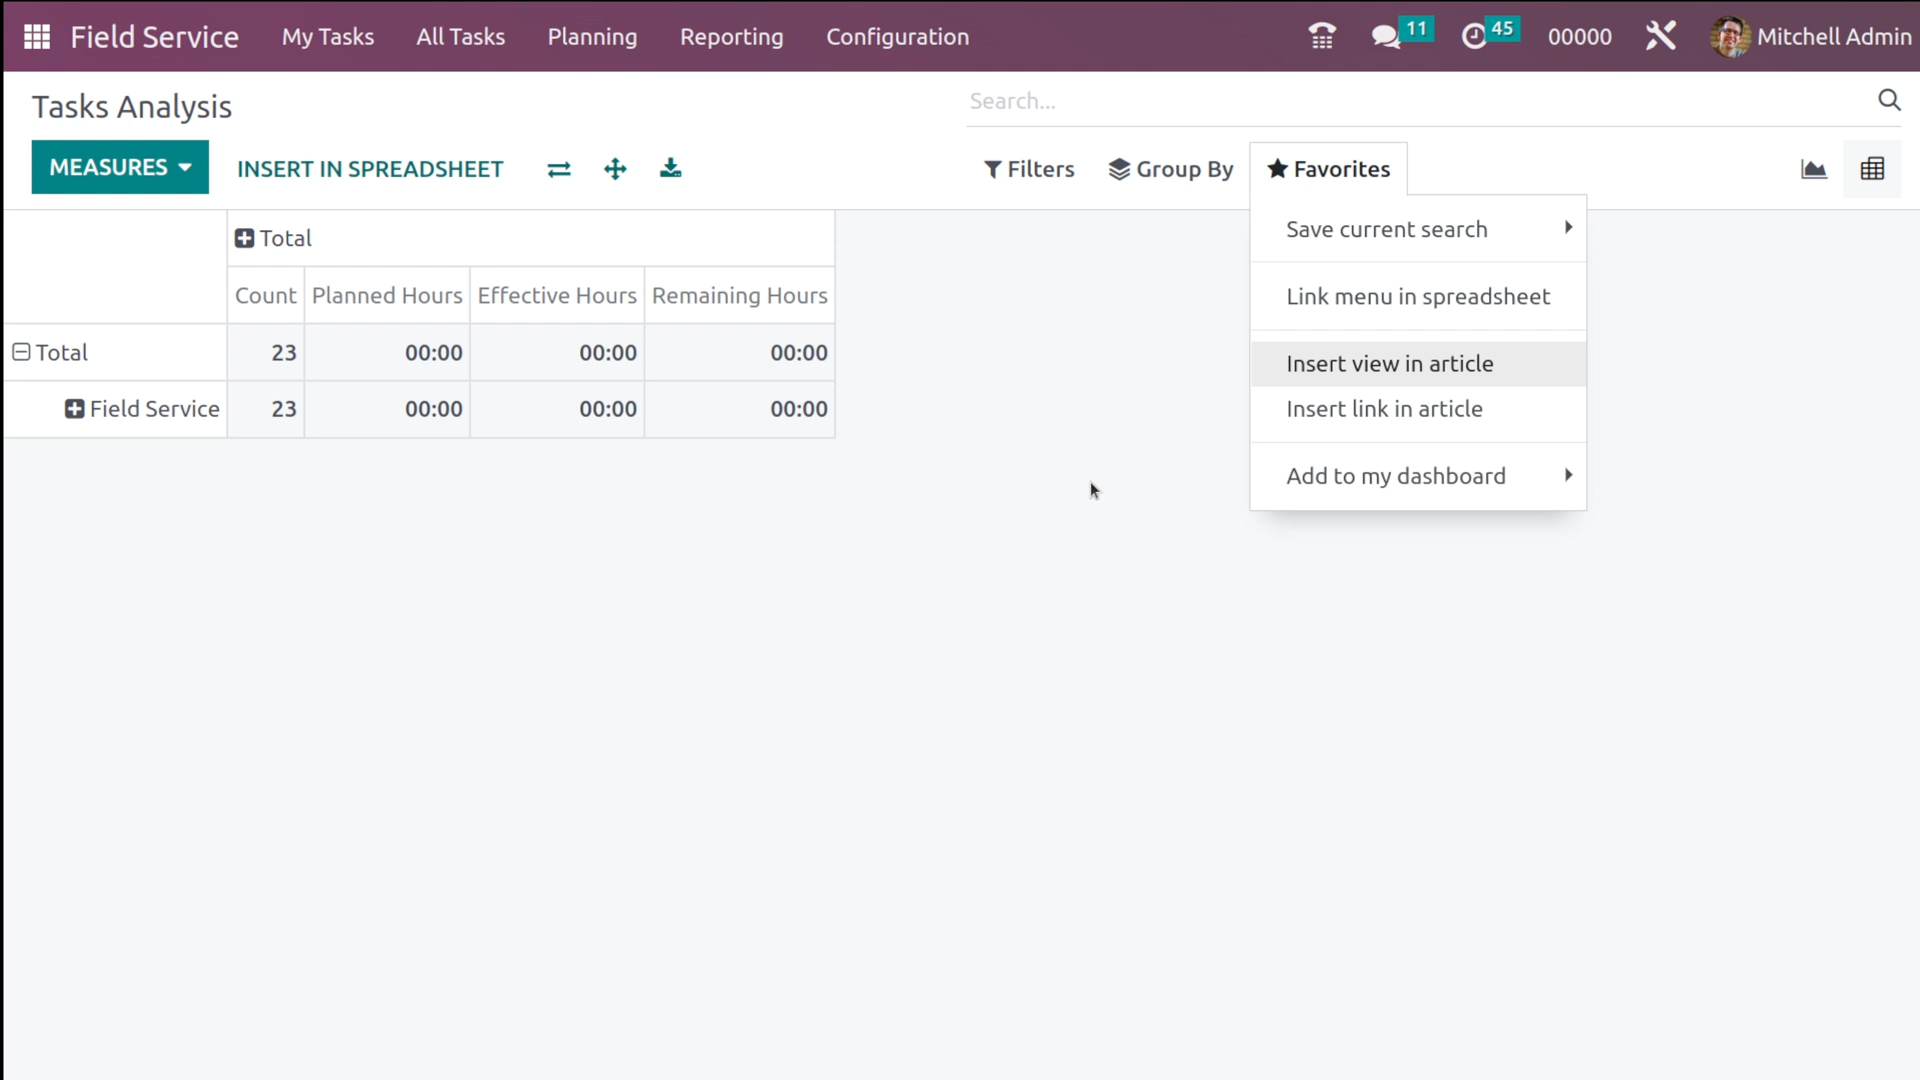 Field Service My Tasks All Tasks Planning Reporting Configuration 11 45 00000 Mitchell Admin
Tasks Analysis Search...
MEASURES INSERT IN SPREADSHEET Filters Group By Favorites
Save current search
Link menu in spreadsheet
Insert view in article
Insert link in article
Add to my dashboard
Total
Count Planned Hours Effective Hours Remaining Hours
Total 23 00:00 00:00 00:00
Field Service 23 00:00 00:00 00:00